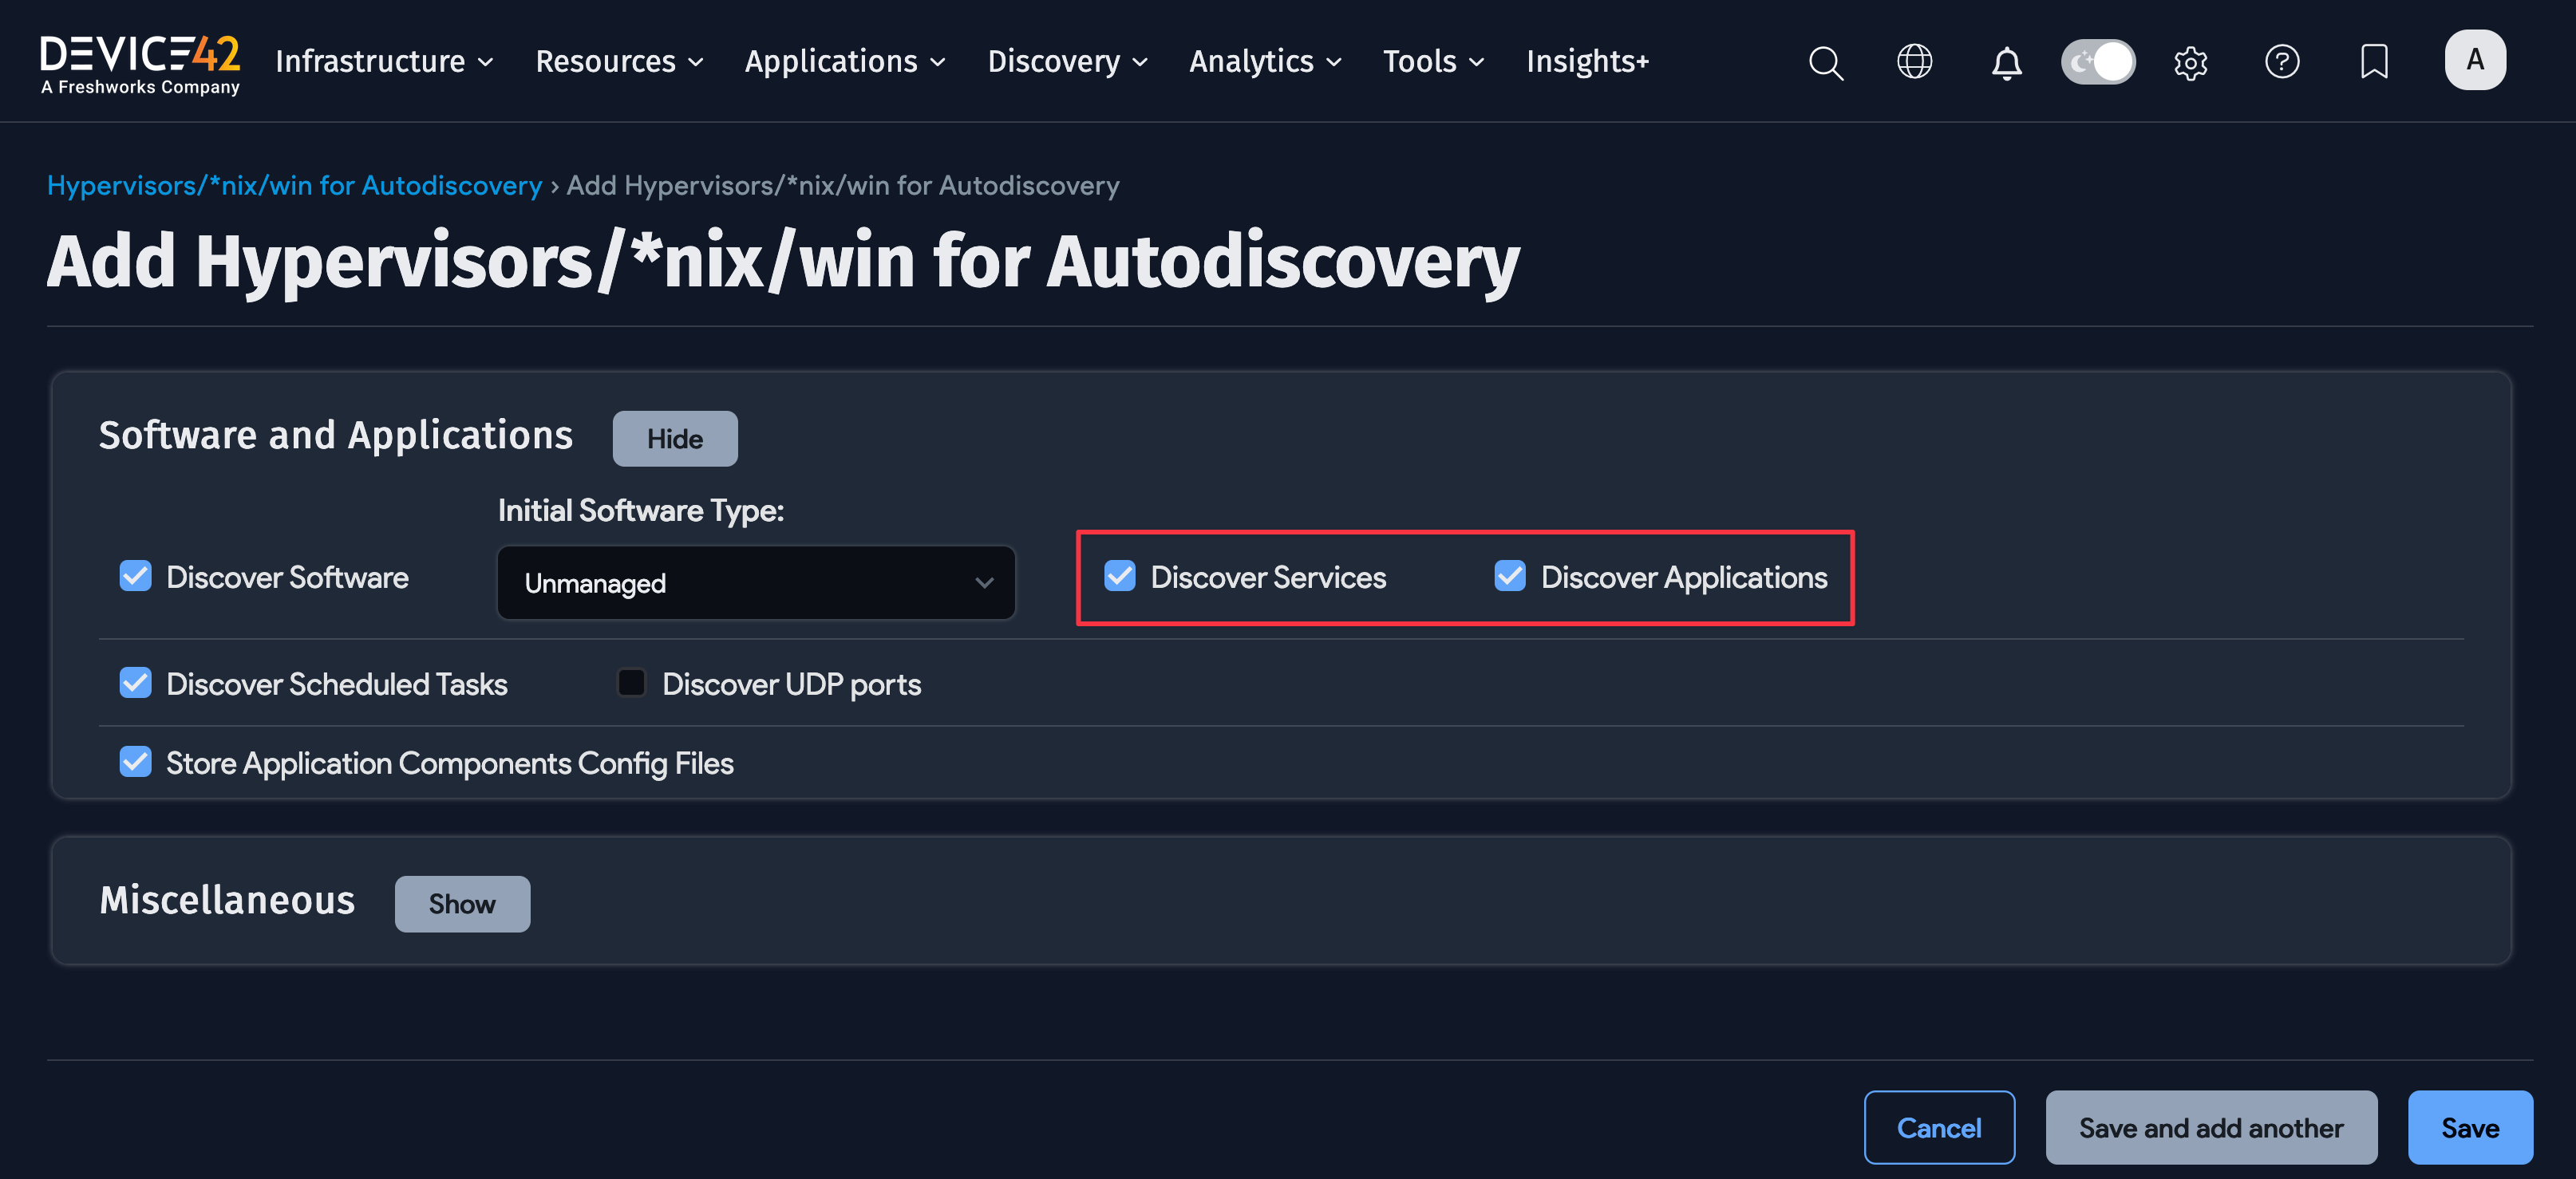 DEVICE42
A Freshworks Company
Infrastructure Resources Applications Discovery Analytics Tools Insights+
A
Hypervisors/*nix/win for Autodiscovery › Add Hypervisors/*nix/win for Autodiscovery
Add Hypervisors/*nix/win for Autodiscovery
Software and Applications Hide
Initial Software Type:
Discover Software Unmanaged Discover Services Discover Applications
Discover Scheduled Tasks Discover UDP ports
Store Application Components Config Files
Miscellaneous Show
Cancel Save and add another Save